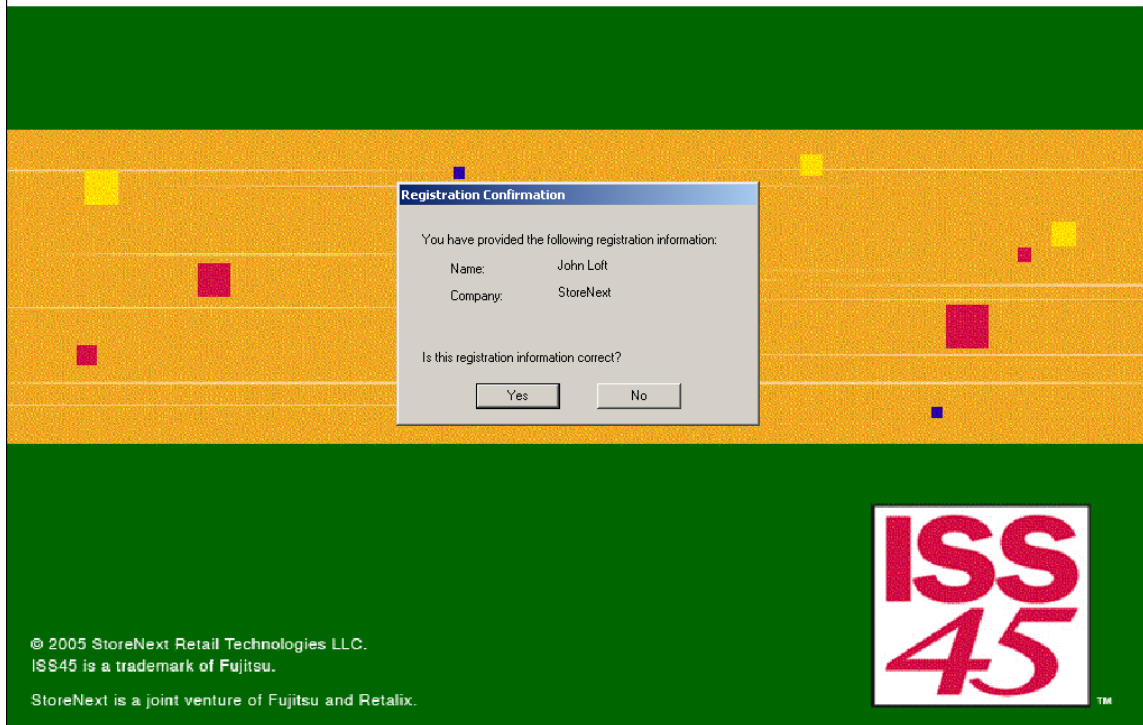 Registration Confirmation
You have provided the following registration information:
Name: John Loft
Company: StoreNext
Is this registration information correct?
Yes No
ISS
45
TM
© 2005 StoreNext Retail Technologies LLC.
ISS45 is a trademark of Fujitsu.
StoreNext is a joint venture of Fujitsu and Retalix.